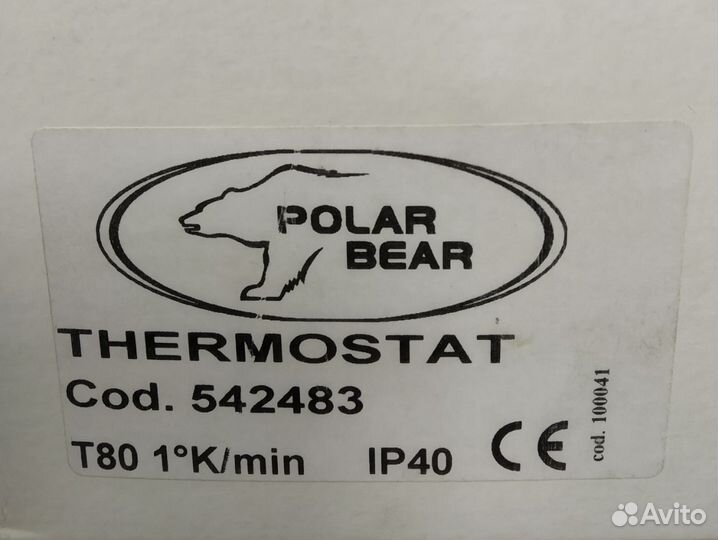 POLAR
BEAR
THERMOSTAT
Cod. 542483
T80 1°K/min IP40 CE
cod. 100041
Avito